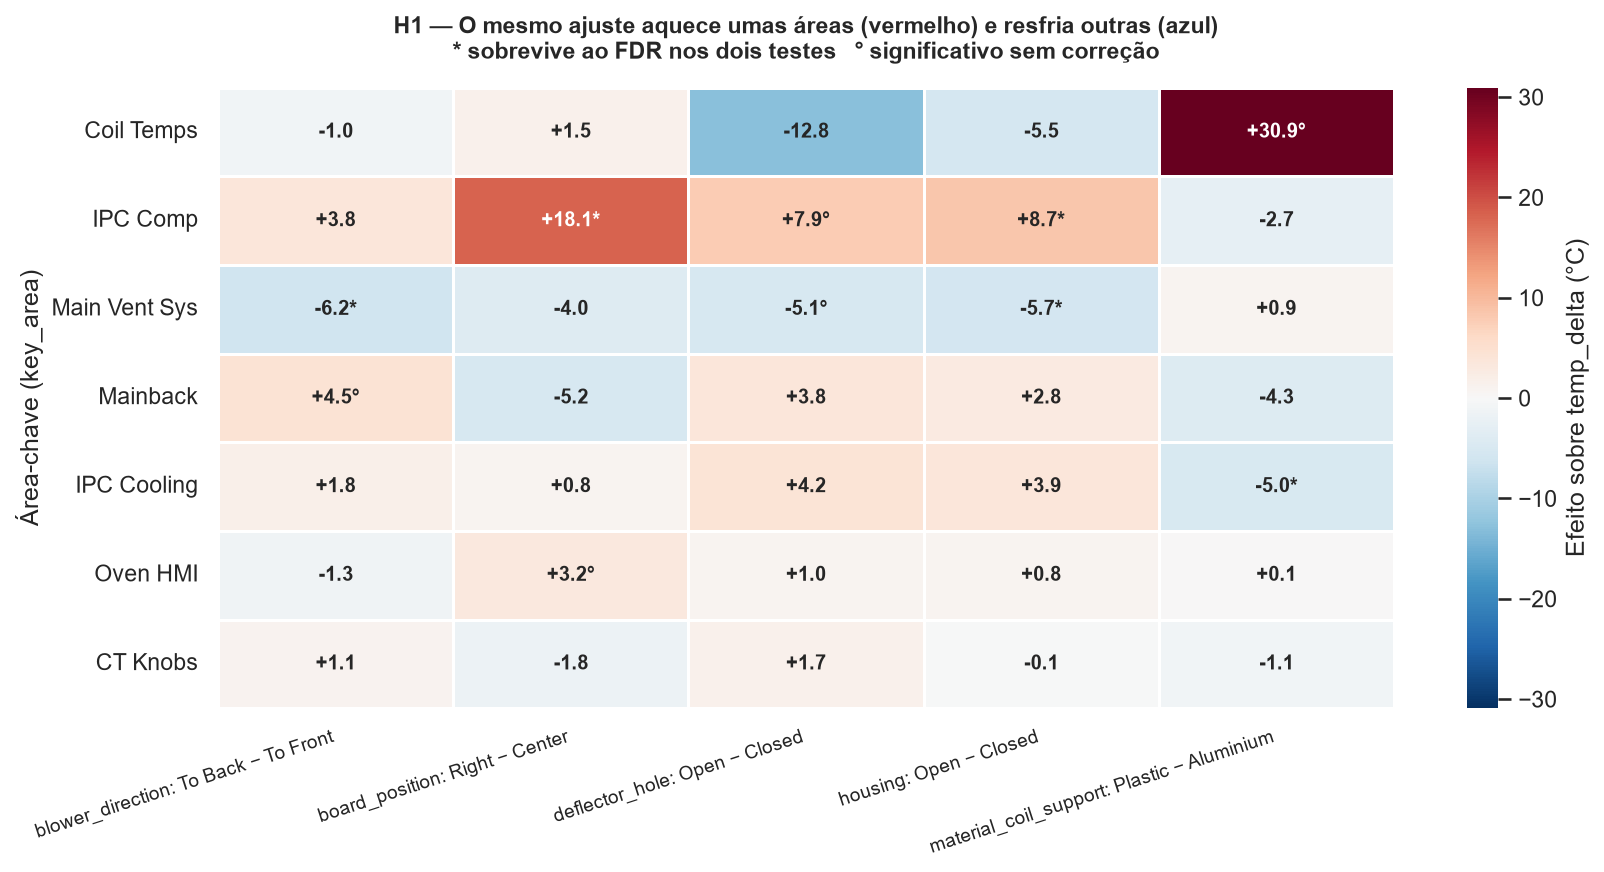 H1 — O mesmo ajuste aquece umas áreas (vermelho) e resfria outras (azul)
* sobrevive ao FDR nos dois testes   ° significativo sem correção
Área-chave (key_area)
Coil Temps -1.0 +1.5 -12.8 -5.5 +30.9°
IPC Comp +3.8 +18.1* +7.9° +8.7* -2.7
Main Vent Sys -6.2* -4.0 -5.1° -5.7* +0.9
Mainback +4.5° -5.2 +3.8 +2.8 -4.3
IPC Cooling +1.8 +0.8 +4.2 +3.9 -5.0*
Oven HMI -1.3 +3.2° +1.0 +0.8 +0.1
CT Knobs +1.1 -1.8 +1.7 -0.1 -1.1
blower_direction: To Back − To Front
board_position: Right − Center
deflector_hole: Open − Closed
housing: Open − Closed
material_coil_support: Plastic − Aluminium
30
20
10
0
−10
−20
−30
Efeito sobre temp_delta (°C)